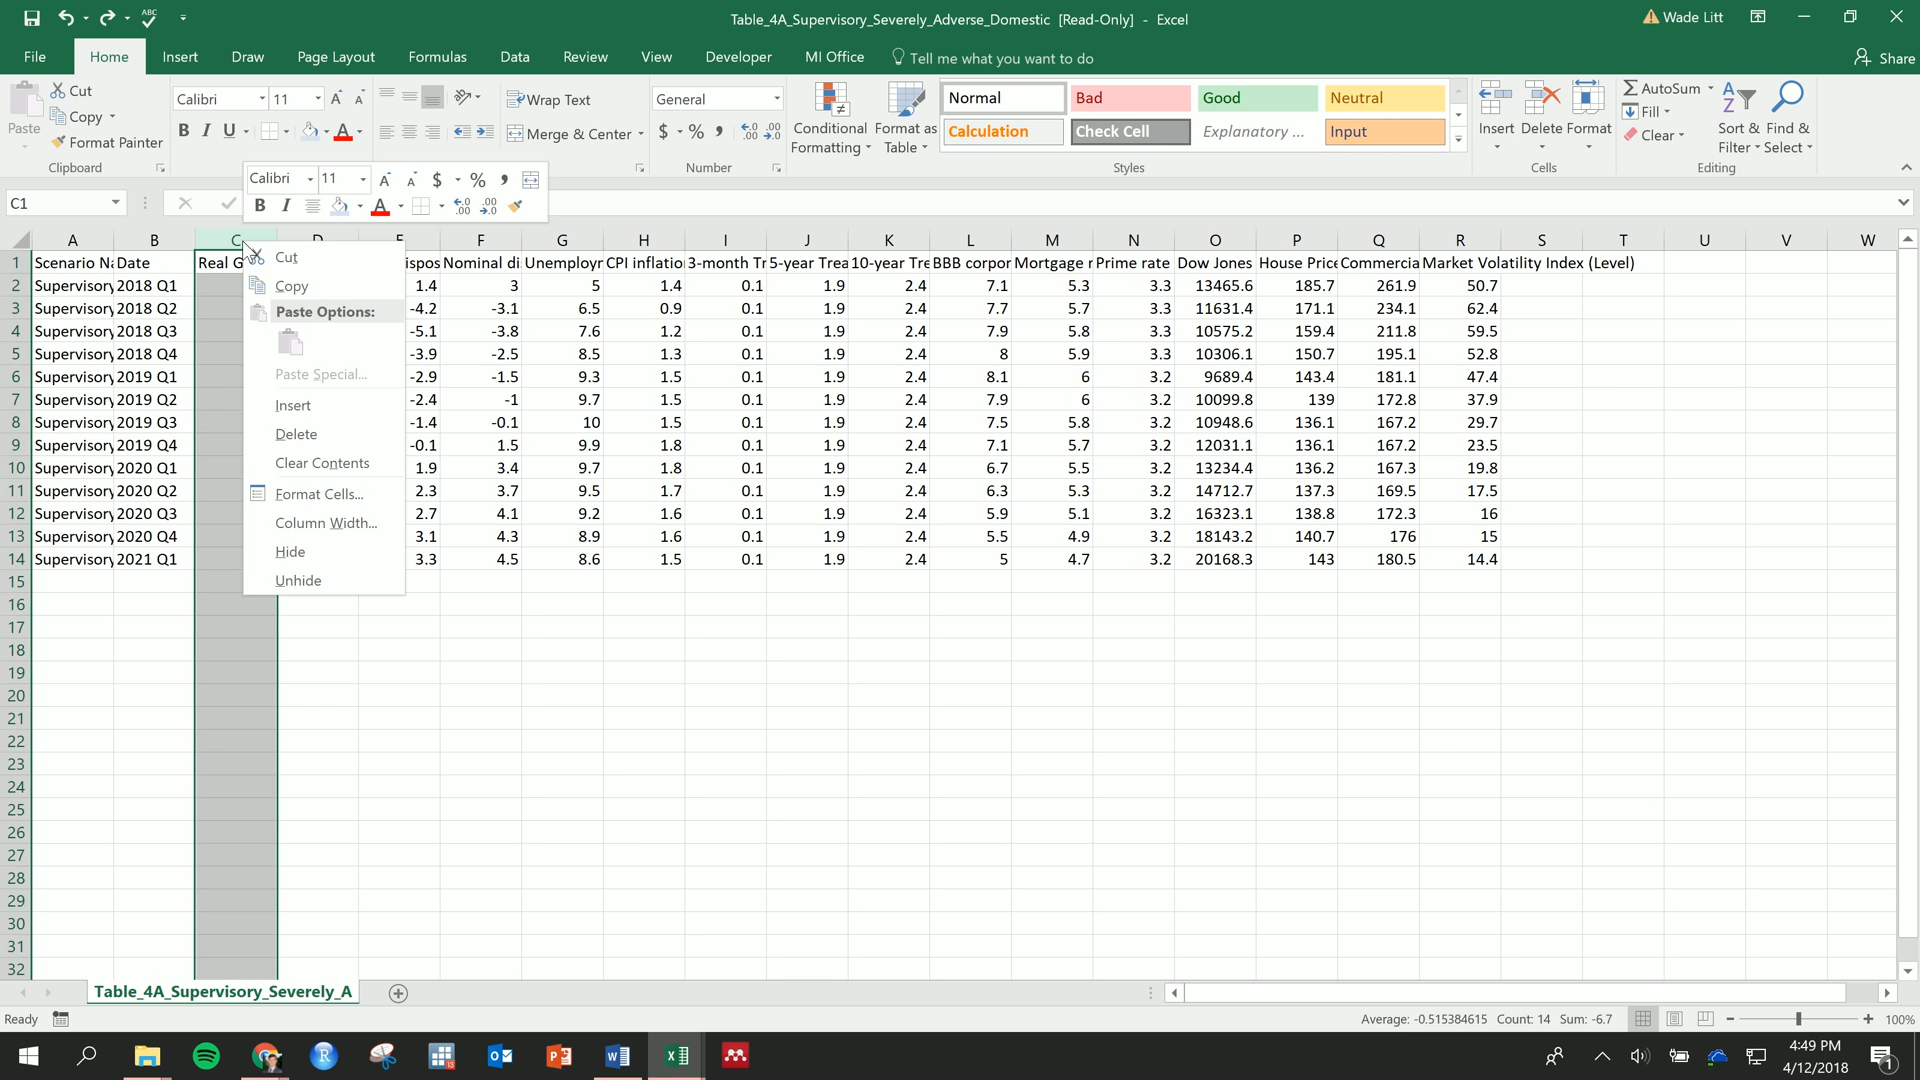 Table_4A_Supervisory_Severely_Adverse_Domestic [Read-Only] - Excel
Wade Litt
File Home Insert Draw Page Layout Formulas Data Review View Developer MI Office Tell me what you want to do Share
Paste
Cut
Copy
Format Painter
Clipboard
Calibri 11
B I U
Wrap Text
Merge & Center
General
$ % ,
Number
Conditional Formatting
Format as Table
Normal Bad Good Neutral
Calculation Check Cell Explanatory ... Input
Styles
Insert Delete Format
Cells
AutoSum
Fill
Clear
Sort & Filter
Find & Select
Editing
Calibri 11 $ % ,
B I
C1
A B C D E F G H I J K L M N O P Q R S T U V W
1 Scenario Na Date Real G ispos Nominal di Unemployr CPI inflatio 3-month Tr 5-year Trea 10-year Tre BBB corpor Mortgage r Prime rate Dow Jones House Price Commercia Market Volatility Index (Level)
2 Supervisory 2018 Q1 1.4 3 5 1.4 0.1 1.9 2.4 7.1 5.3 3.3 13465.6 185.7 261.9 50.7
3 Supervisory 2018 Q2 -4.2 -3.1 6.5 0.9 0.1 1.9 2.4 7.7 5.7 3.3 11631.4 171.1 234.1 62.4
4 Supervisory 2018 Q3 -5.1 -3.8 7.6 1.2 0.1 1.9 2.4 7.9 5.8 3.3 10575.2 159.4 211.8 59.5
5 Supervisory 2018 Q4 -3.9 -2.5 8.5 1.3 0.1 1.9 2.4 8 5.9 3.3 10306.1 150.7 195.1 52.8
6 Supervisory 2019 Q1 -2.9 -1.5 9.3 1.5 0.1 1.9 2.4 8.1 6 3.2 9689.4 143.4 181.1 47.4
7 Supervisory 2019 Q2 -2.4 -1 9.7 1.5 0.1 1.9 2.4 7.9 6 3.2 10099.8 139 172.8 37.9
8 Supervisory 2019 Q3 -1.4 -0.1 10 1.5 0.1 1.9 2.4 7.5 5.8 3.2 10948.6 136.1 167.2 29.7
9 Supervisory 2019 Q4 -0.1 1.5 9.9 1.8 0.1 1.9 2.4 7.1 5.7 3.2 12031.1 136.1 167.2 23.5
10 Supervisory 2020 Q1 1.9 3.4 9.7 1.8 0.1 1.9 2.4 6.7 5.5 3.2 13234.4 136.2 167.3 19.8
11 Supervisory 2020 Q2 2.3 3.7 9.5 1.7 0.1 1.9 2.4 6.3 5.3 3.2 14712.7 137.3 169.5 17.5
12 Supervisory 2020 Q3 2.7 4.1 9.2 1.6 0.1 1.9 2.4 5.9 5.1 3.2 16323.1 138.8 172.3 16
13 Supervisory 2020 Q4 3.1 4.3 8.9 1.6 0.1 1.9 2.4 5.5 4.9 3.2 18143.2 140.7 176 15
14 Supervisory 2021 Q1 3.3 4.5 8.6 1.5 0.1 1.9 2.4 5 4.7 3.2 20168.3 143 180.5 14.4
15
16
17
18
19
20
21
22
23
24
25
26
27
28
29
30
31
32
Cut
Copy
Paste Options:
Paste Special...
Insert
Delete
Clear Contents
Format Cells...
Column Width...
Hide
Unhide
Table_4A_Supervisory_Severely_A
Ready Average: -0.515384615 Count: 14 Sum: -6.7 100%
4:49 PM
4/12/2018
1